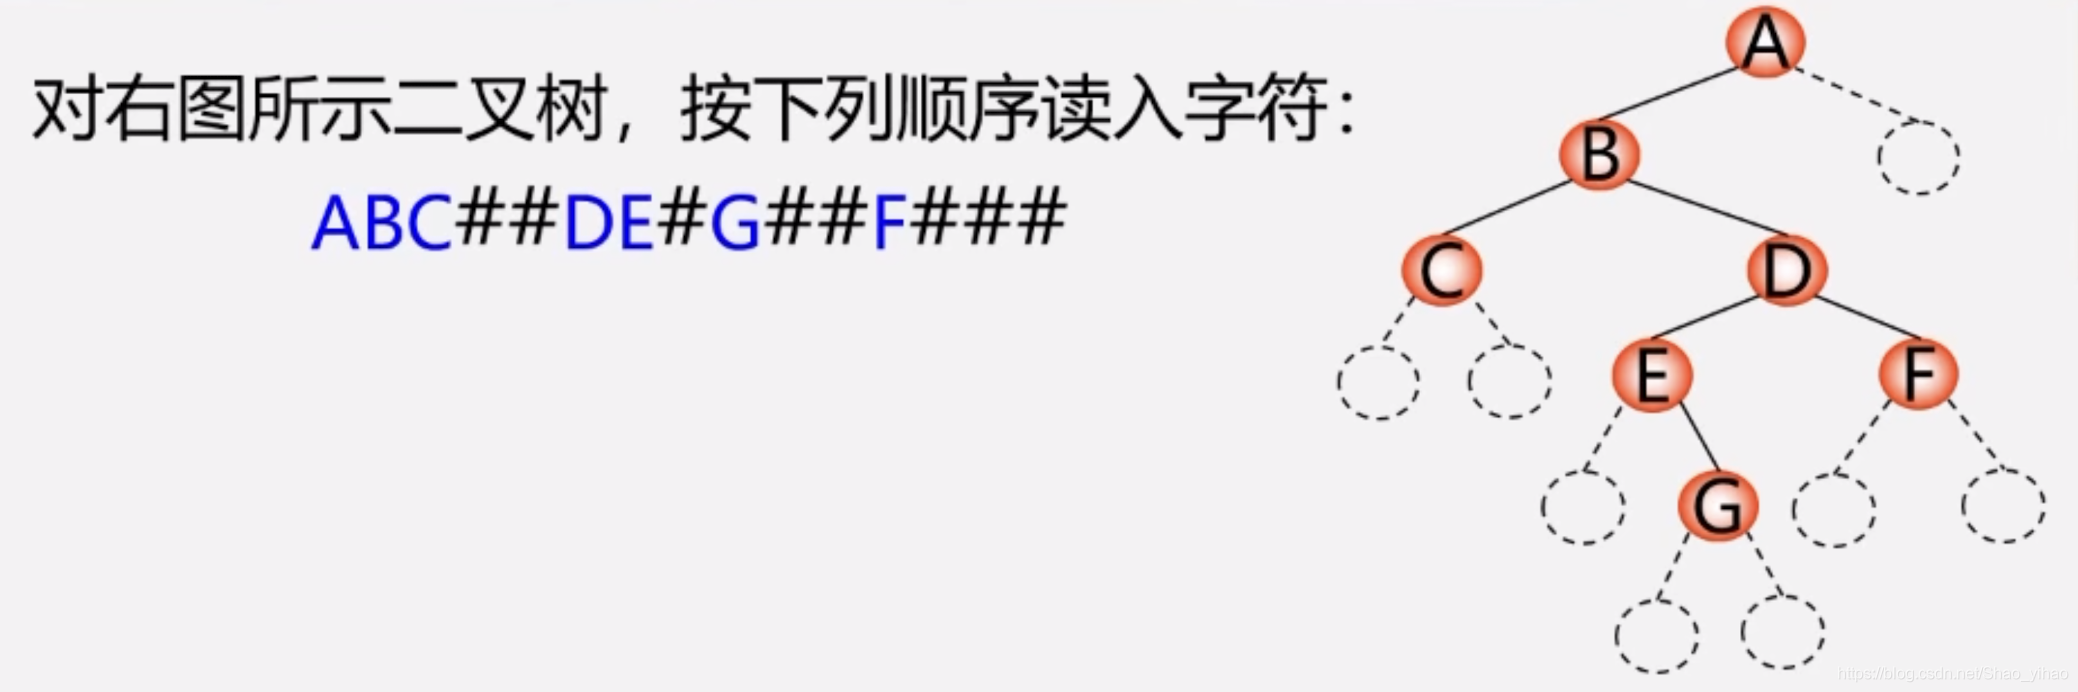 对右图所示二叉树，按下列顺序读入字符：
ABC##DE#G##F###
A
B
C
D
E
F
G
https://blog.csdn.net/Shao_yihao